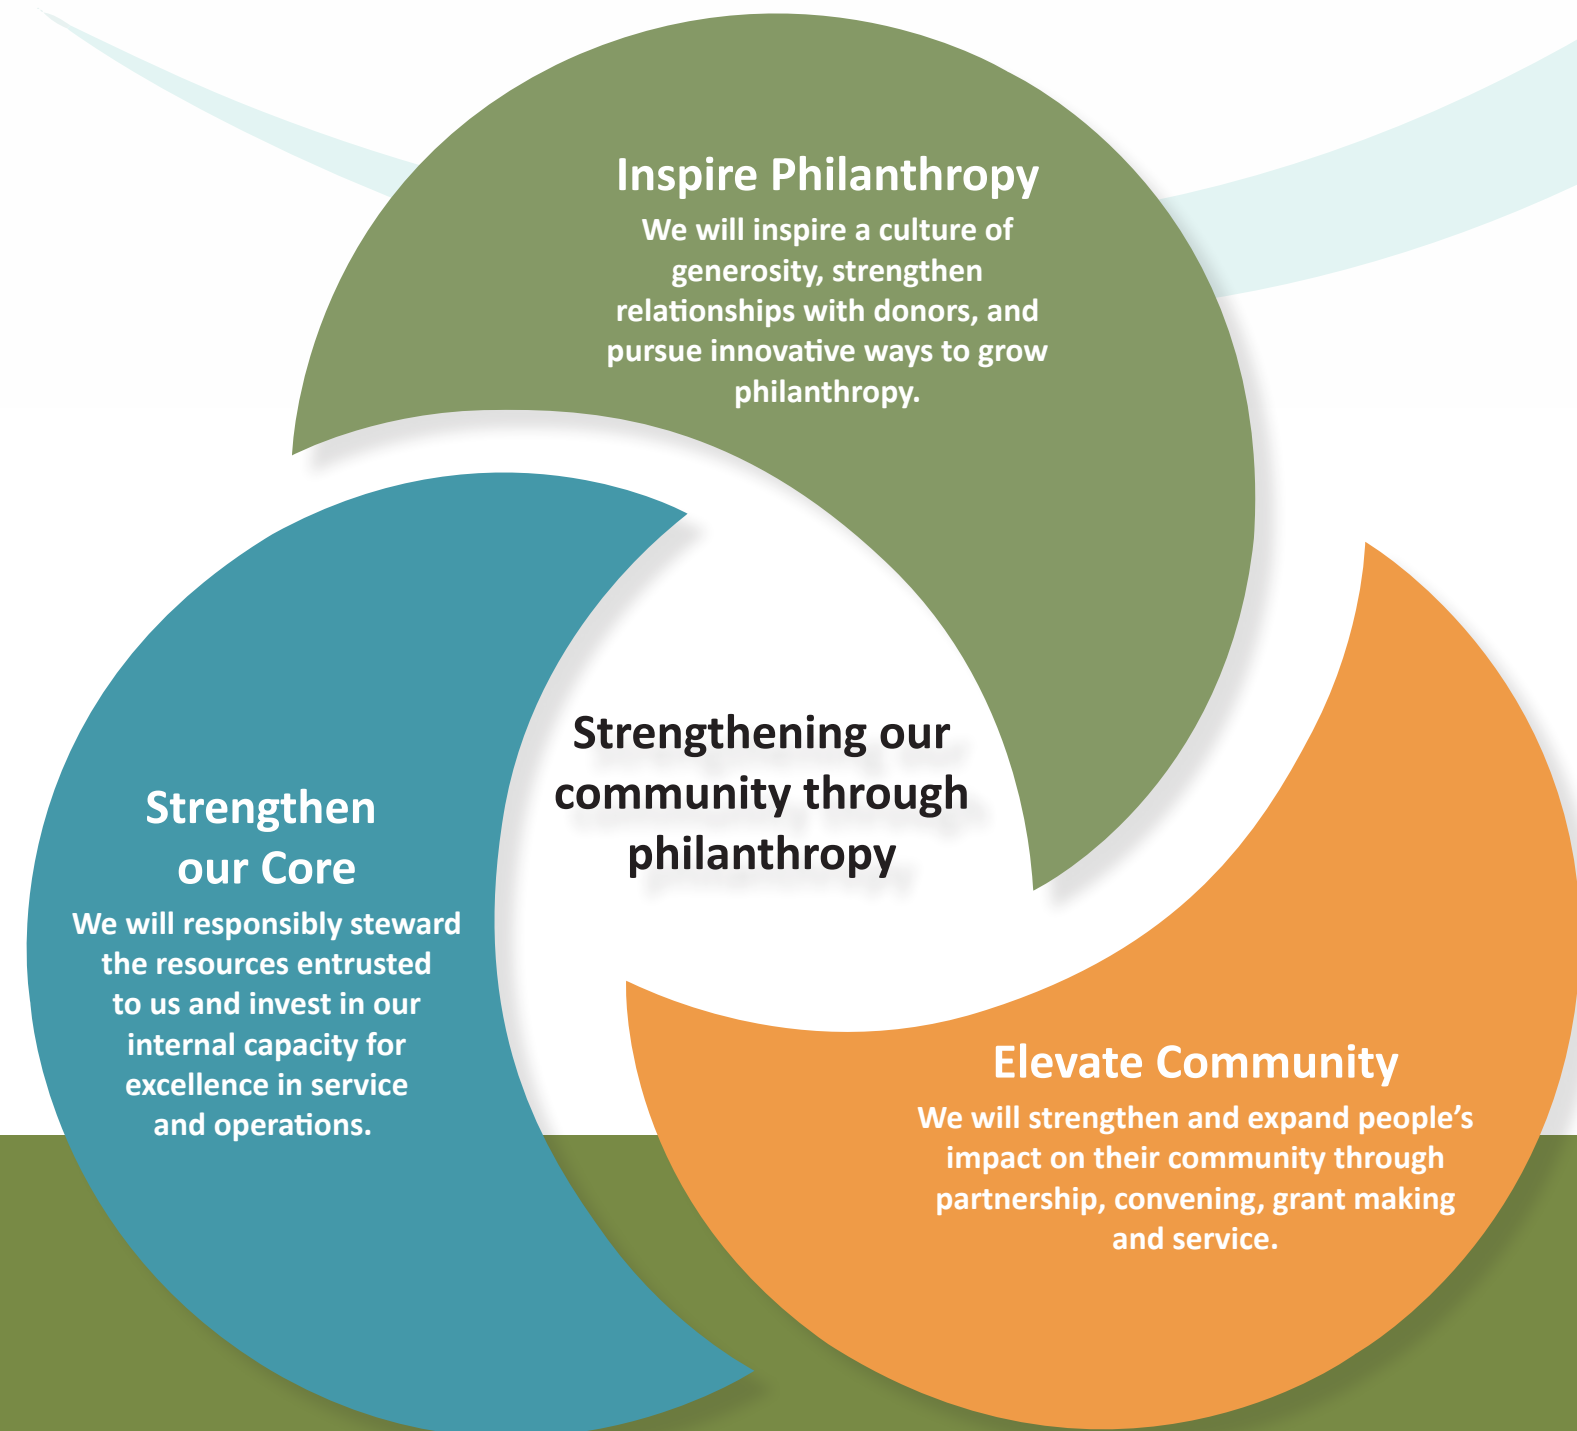 Inspire Philanthropy
We will inspire a culture of
generosity, strengthen
relationships with donors, and
pursue innovative ways to grow
philanthropy.
Strengthening our
community through
philanthropy
Strengthen
our Core
We will responsibly steward
the resources entrusted
to us and invest in our
internal capacity for
excellence in service
and operations.
Elevate Community
We will strengthen and expand people’s
impact on their community through
partnership, convening, grant making
and service.